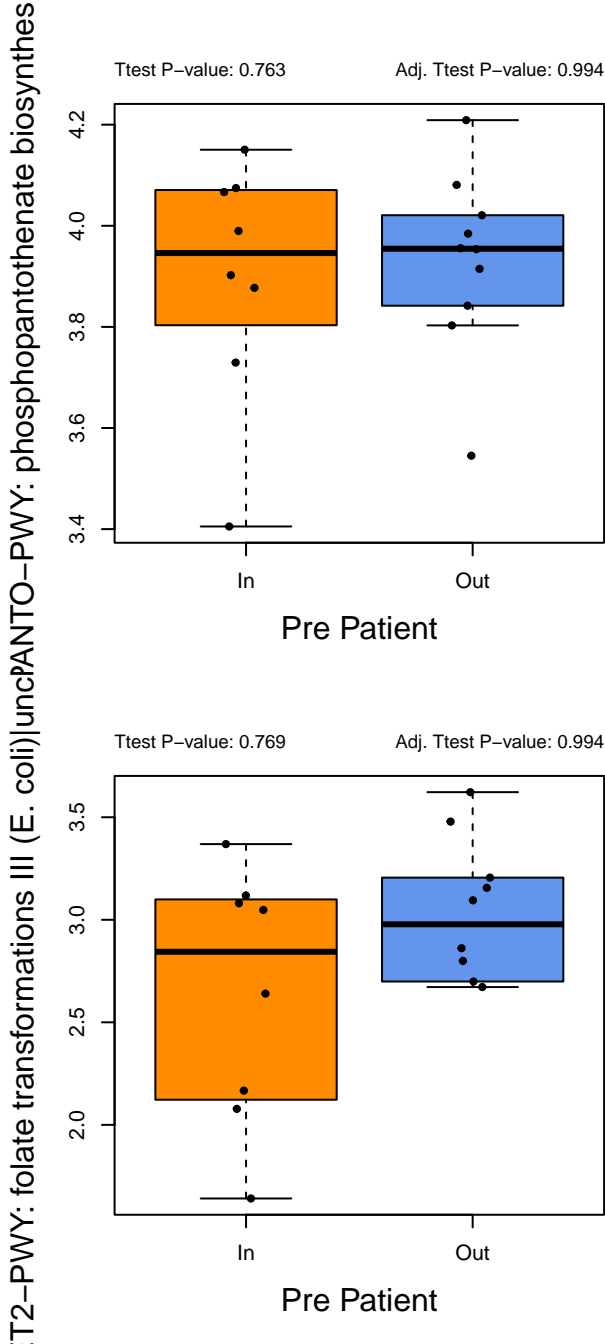 PANTO−PWY: phosphopantothenate biosynthes
Ttest P−value: 0.763
Adj. Ttest P−value: 0.994
4.2
4.0
3.8
3.6
3.4
In
Out
Pre Patient
T2−PWY: folate transformations III (E. coli)|unc
Ttest P−value: 0.769
Adj. Ttest P−value: 0.994
3.5
3.0
2.5
2.0
In
Out
Pre Patient